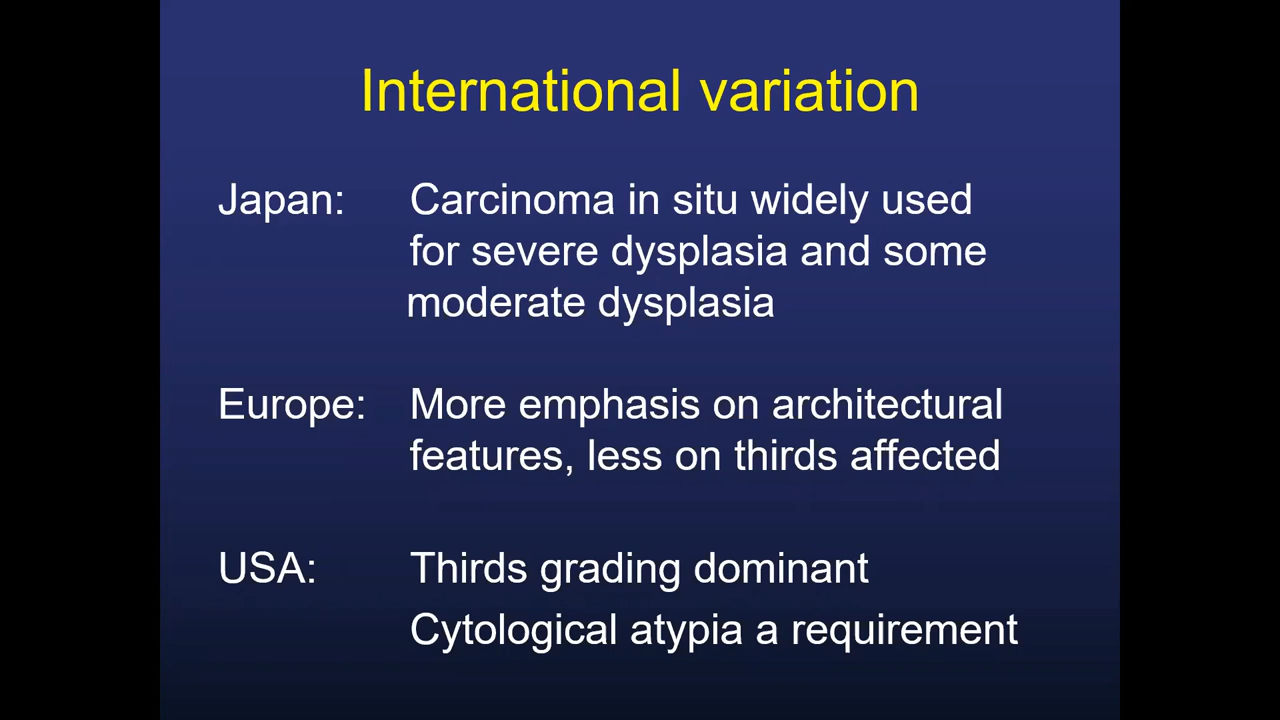 International variation
Japan: Carcinoma in situ widely used
for severe dysplasia and some
moderate dysplasia
Europe: More emphasis on architectural
features, less on thirds affected
USA: Thirds grading dominant
Cytological atypia a requirement